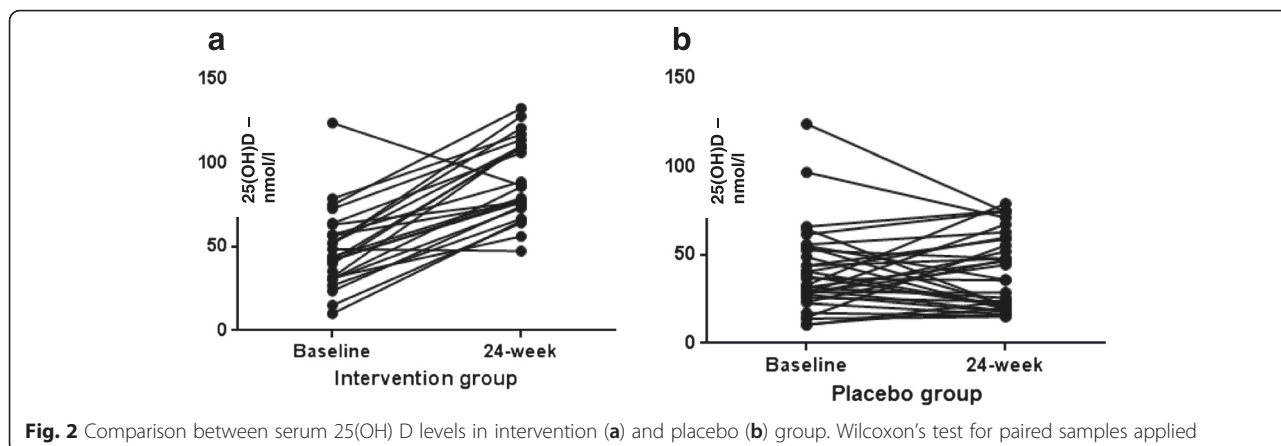 a
150
100
50
0
25(OH)D –
nmol/l
Baseline 24-week
Intervention group
b
150
100
50
0
25(OH)D –
nmol/l
Baseline 24-week
Placebo group
Fig. 2 Comparison between serum 25(OH) D levels in intervention (a) and placebo (b) group. Wilcoxon's test for paired samples applied